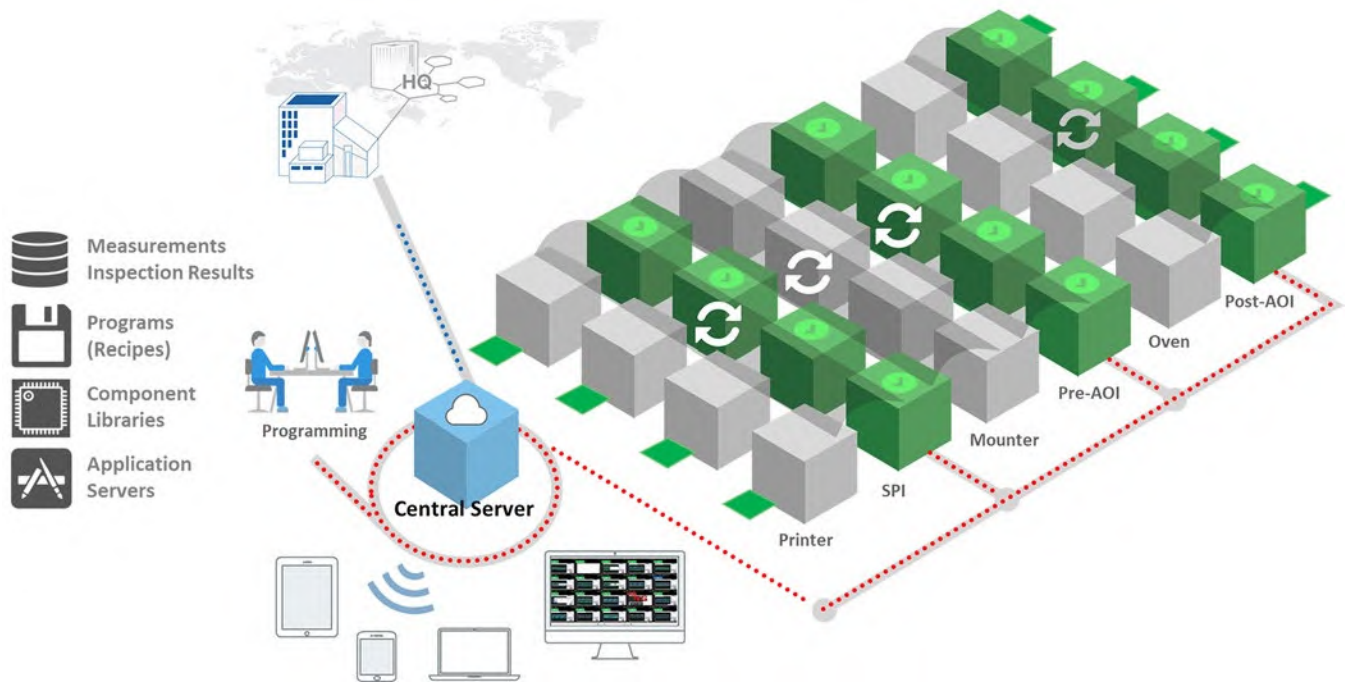 HQ
Measurements
Inspection Results
Programs
(Recipes)
Component
Libraries
Application
Servers
Programming
Central Server
Printer
SPI
Mounter
Pre-AOI
Oven
Post-AOI